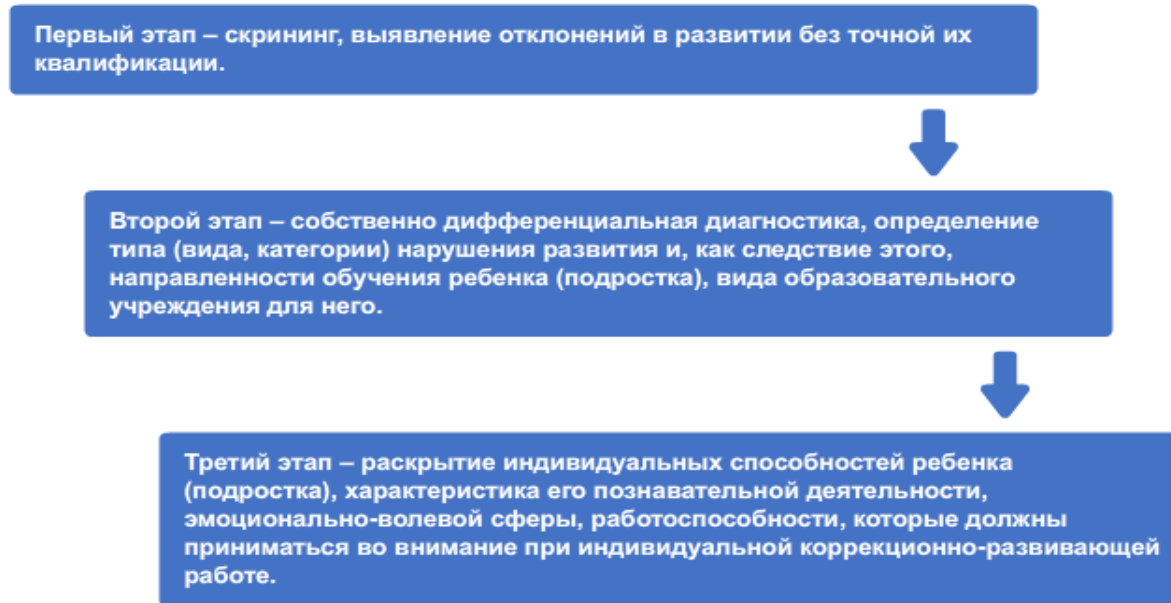 Первый этап – скрининг, выявление отклонений в развитии без точной их
квалификации.
Второй этап – собственно дифференциальная диагностика, определение
типа (вида, категории) нарушения развития и, как следствие этого,
направленности обучения ребенка (подростка), вида образовательного
учреждения для него.
Третий этап – раскрытие индивидуальных способностей ребенка
(подростка), характеристика его познавательной деятельности,
эмоционально-волевой сферы, работоспособности, которые должны
приниматься во внимание при индивидуальной коррекционно-развивающей
работе.